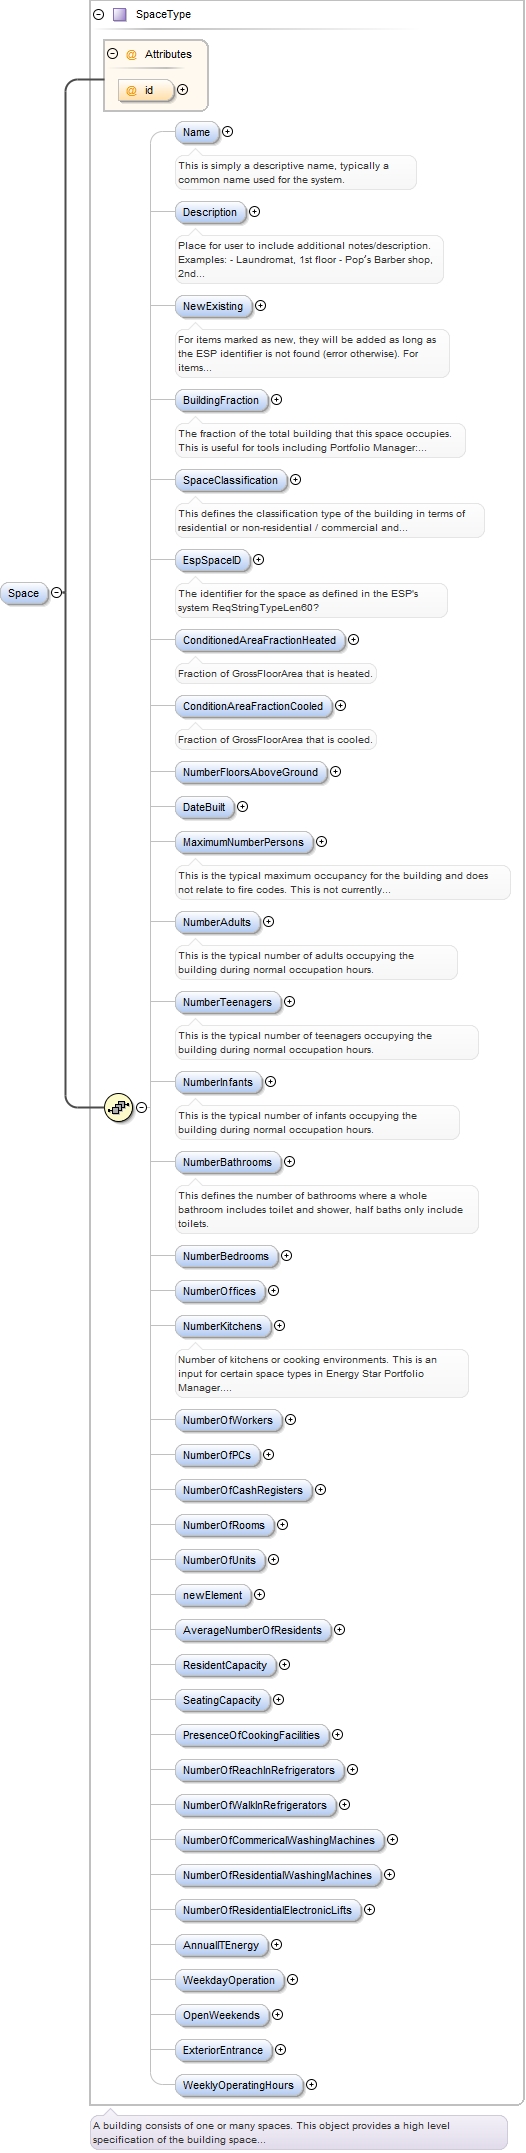 SpaceType
@ Attributes
@ id
Name
This is simply a descriptive name, typically a
common name used for the system.
Description
Place for user to include additional notes/description.
Examples: - Laundromat, 1st floor - Pop's Barber shop,
2nd...
NewExisting
For items marked as new, they will be added as long as
the ESP identifier is not found (error otherwise). For
items...
BuildingFraction
The fraction of the total building that this space occupies.
This is useful for tools including Portfolio Manager:...
SpaceClassification
This defines the classification type of the building in terms of
residential or non-residential / commercial and...
EspSpaceID
Space
The identifier for the space as defined in the ESP's
system ReqStringTypeLen60?
ConditionedAreaFractionHeated
Fraction of GrossFloorArea that is heated.
ConditionAreaFractionCooled
Fraction of GrossFloorArea that is cooled.
NumberFloorsAboveGround
DateBuilt
MaximumNumberPersons
This is the typical maximum occupancy for the building and does
not relate to fire codes. This is not currently...
NumberAdults
This is the typical number of adults occupying the
building during normal occupation hours.
NumberTeenagers
This is the typical number of teenagers occupying the
building during normal occupation hours.
NumberInfants
This is the typical number of infants occupying the
building during normal occupation hours.
NumberBathrooms
This defines the number of bathrooms where a whole
bathroom includes toilet and shower, half baths only include
toilets.
NumberBedrooms
NumberOffices
NumberKitchens
Number of kitchens or cooking environments. This is an
input for certain space types in Energy Star Portfolio
Manager....
NumberOfWorkers
NumberOfPCs
NumberOfCashRegisters
NumberOfRooms
NumberOfUnits
newElement
AverageNumberOfResidents
ResidentCapacity
SeatingCapacity
PresenceOfCookingFacilities
NumberOfReachInRefrigerators
NumberOfWalkInRefrigerators
NumberOfCommericalWashingMachines
NumberOfResidentialWashingMachines
NumberOfResidentialElectronicLifts
AnnualITEnergy
WeekdayOperation
OpenWeekends
ExteriorEntrance
WeeklyOperatingHours
A building consists of one or many spaces. This object provides a high level
specification of the building space...